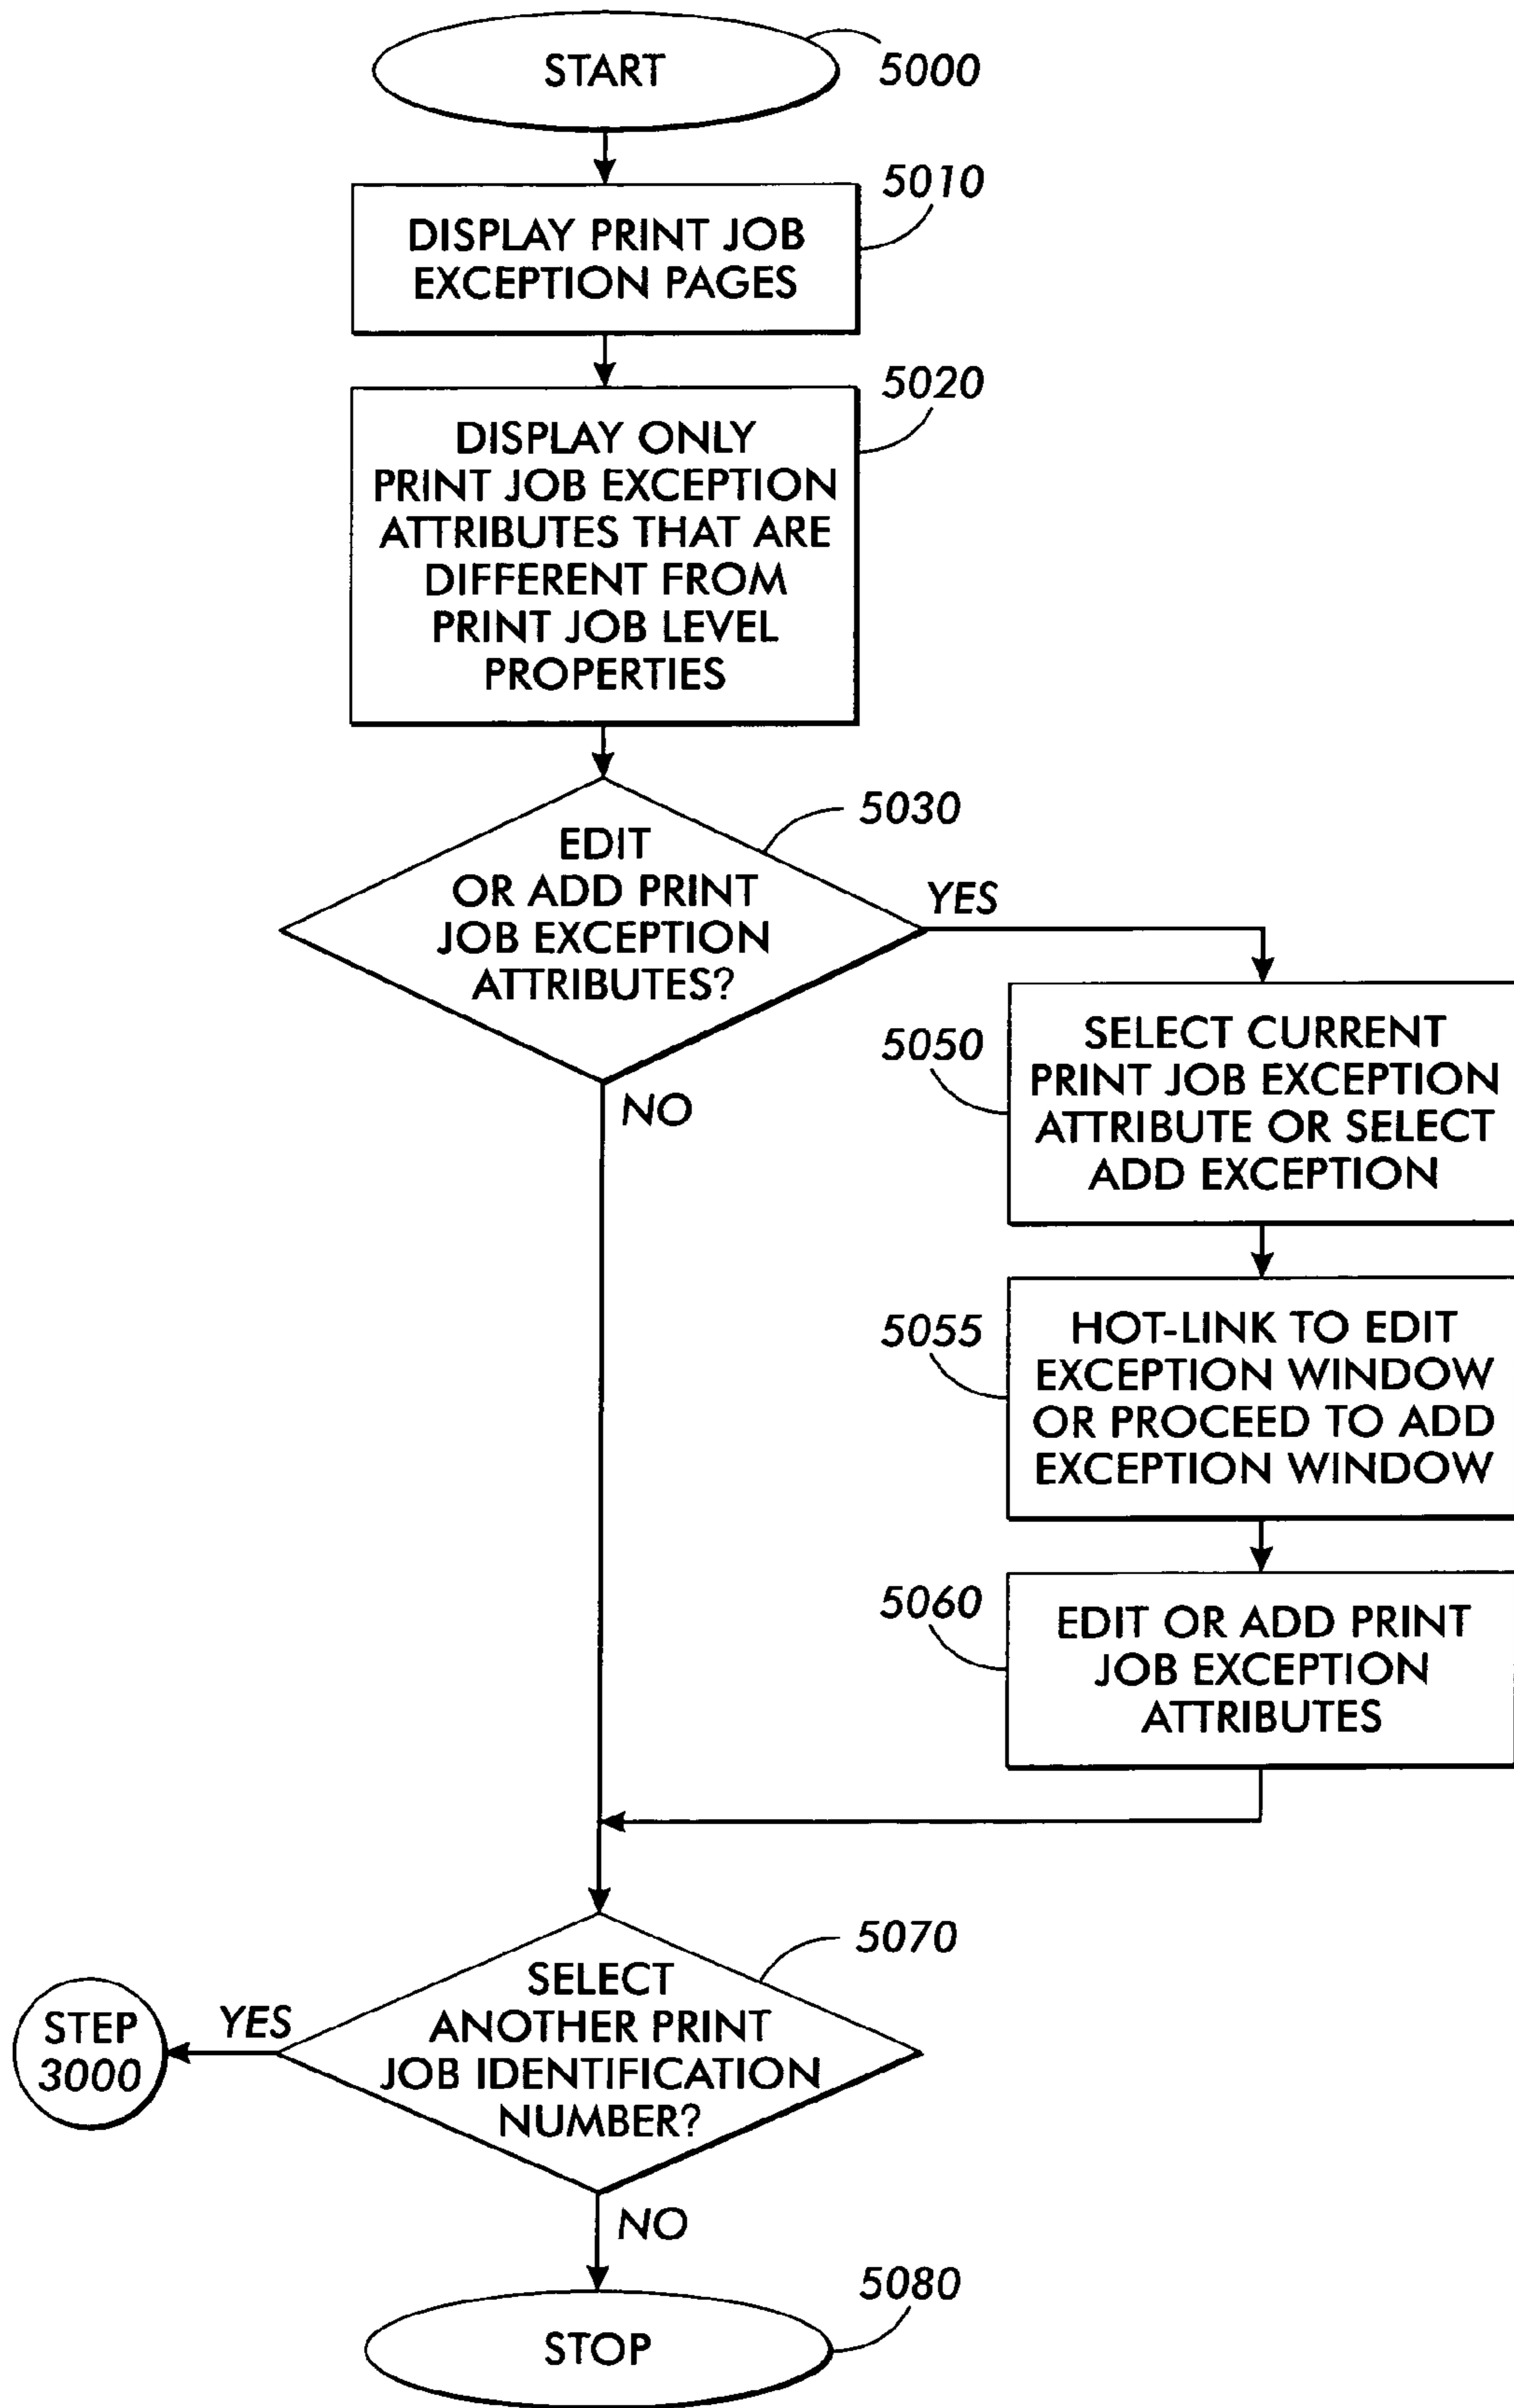 START
5000
5010
DISPLAY PRINT JOB
EXCEPTION PAGES
5020
DISPLAY ONLY
PRINT JOB EXCEPTION
ATTRIBUTES THAT ARE
DIFFERENT FROM
PRINT JOB LEVEL
PROPERTIES
5030
EDIT
OR ADD PRINT
JOB EXCEPTION
ATTRIBUTES?
YES
NO
5050
SELECT CURRENT
PRINT JOB EXCEPTION
ATTRIBUTE OR SELECT
ADD EXCEPTION
5055
HOT-LINK TO EDIT
EXCEPTION WINDOW
OR PROCEED TO ADD
EXCEPTION WINDOW
5060
EDIT OR ADD PRINT
JOB EXCEPTION
ATTRIBUTES
5070
SELECT
ANOTHER PRINT
JOB IDENTIFICATION
NUMBER?
YES
STEP
3000
NO
5080
STOP